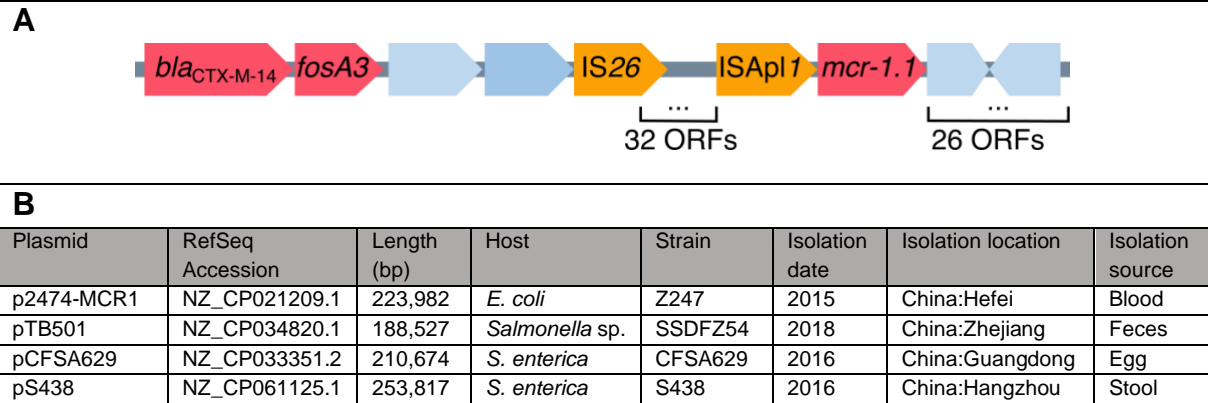 A
blaCTX-M-14 fosA3 IS26 ISApl1 mcr-1.1
... ...
32 ORFs 26 ORFs
B
Plasmid RefSeq Accession Length (bp) Host Strain Isolation date Isolation location Isolation source
p2474-MCR1 NZ_CP021209.1 223,982 E. coli Z247 2015 China:Hefei Blood
pTB501 NZ_CP034820.1 188,527 Salmonella sp. SSDFZ54 2018 China:Zhejiang Feces
pCFSA629 NZ_CP033351.2 210,674 S. enterica CFSA629 2016 China:Guangdong Egg
pS438 NZ_CP061125.1 253,817 S. enterica S438 2016 China:Hangzhou Stool